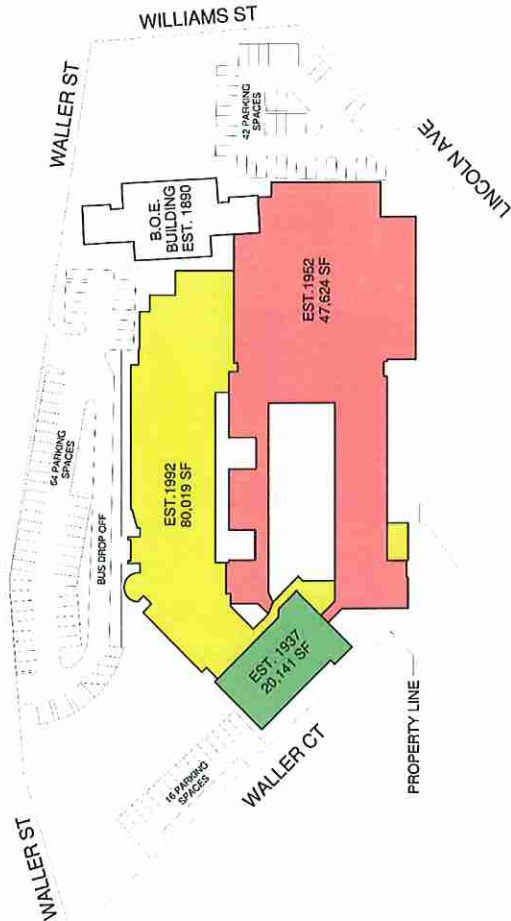 WILLIAMS ST
WALLER ST
42 PARKING
SPACES
LINCOLN AVE
B.O.E.
BUILDING
EST. 1890
EST.1952
47,624 SF
64 PARKING
SPACES
BUS DROP OFF
EST.1992
80,019 SF
EST. 1937
20,141 SF
16 PARKING
SPACES
WALLER CT
PROPERTY LINE
WALLER ST